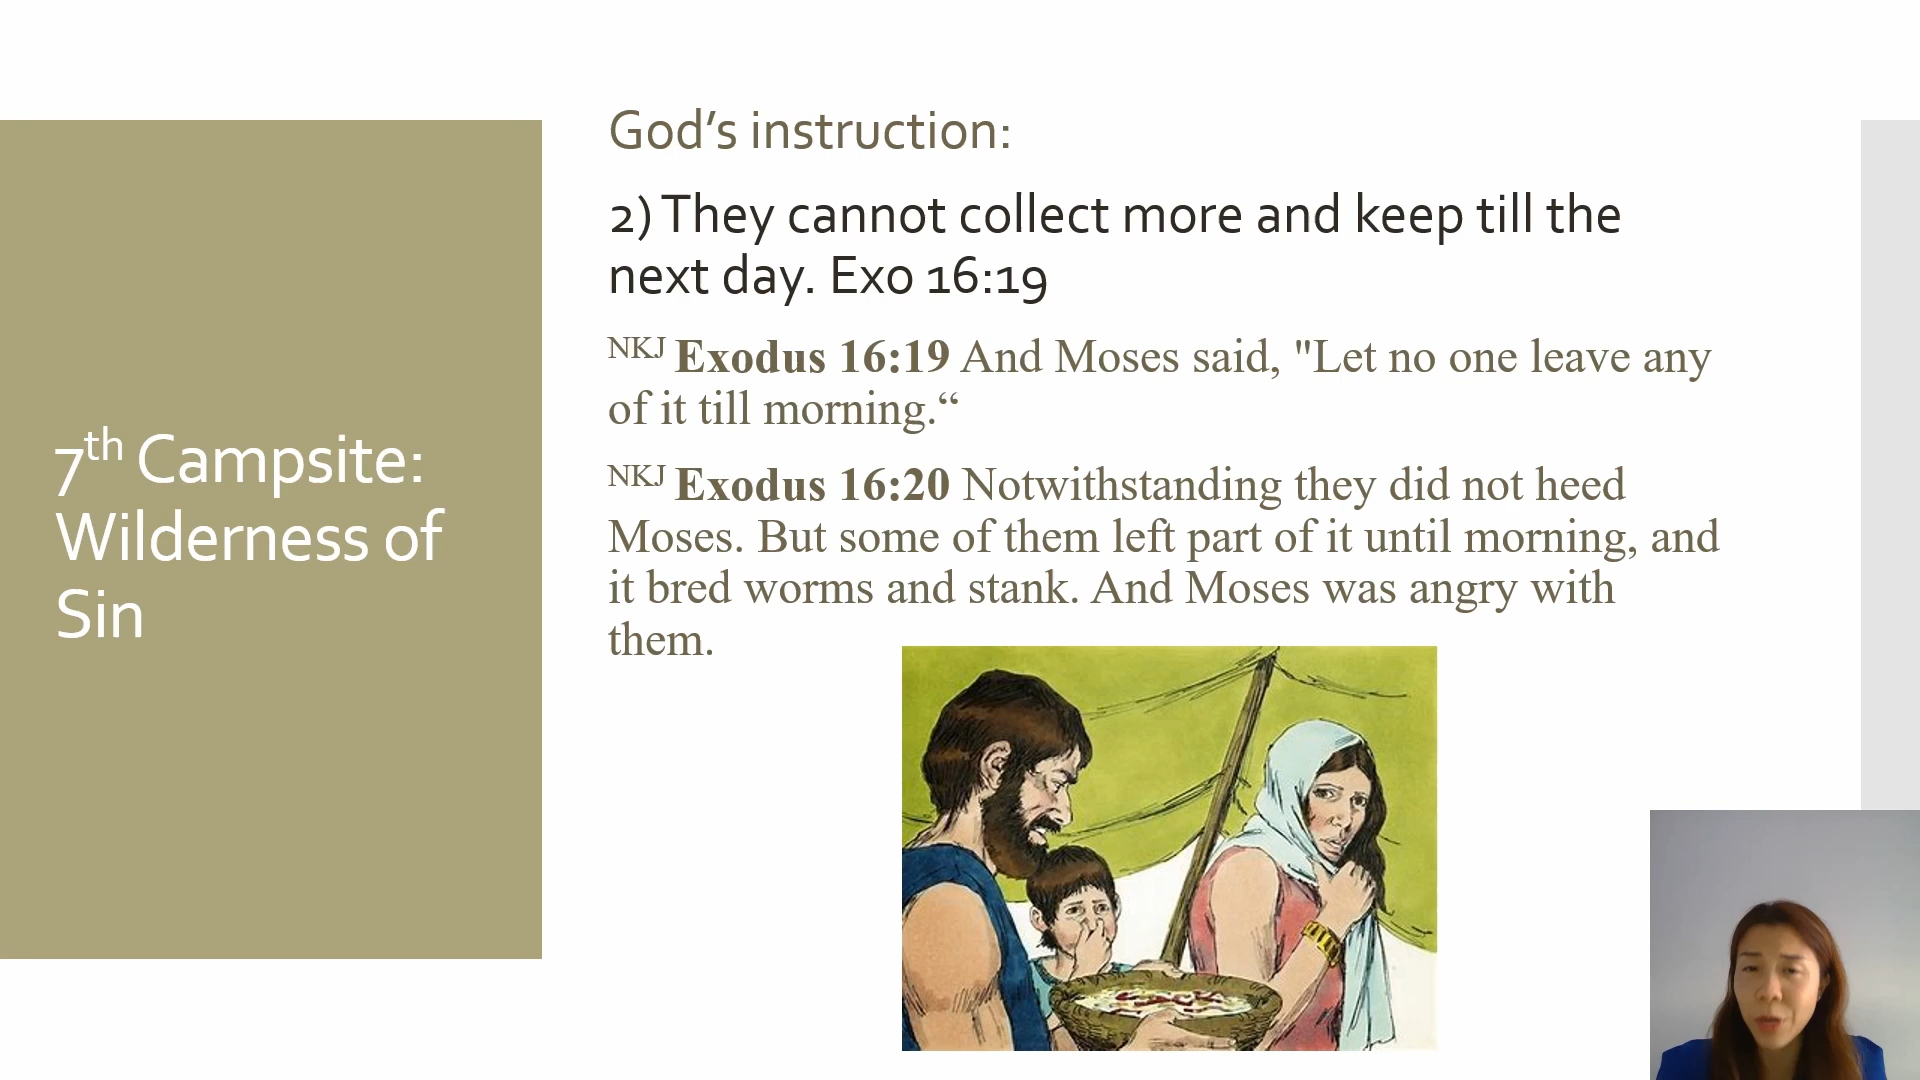 7th Campsite:
Wilderness of
Sin
God’s instruction:
2) They cannot collect more and keep till the
next day. Exo 16:19
NKJ Exodus 16:19 And Moses said, "Let no one leave any
of it till morning.“
NKJ Exodus 16:20 Notwithstanding they did not heed
Moses. But some of them left part of it until morning, and
it bred worms and stank. And Moses was angry with
them.